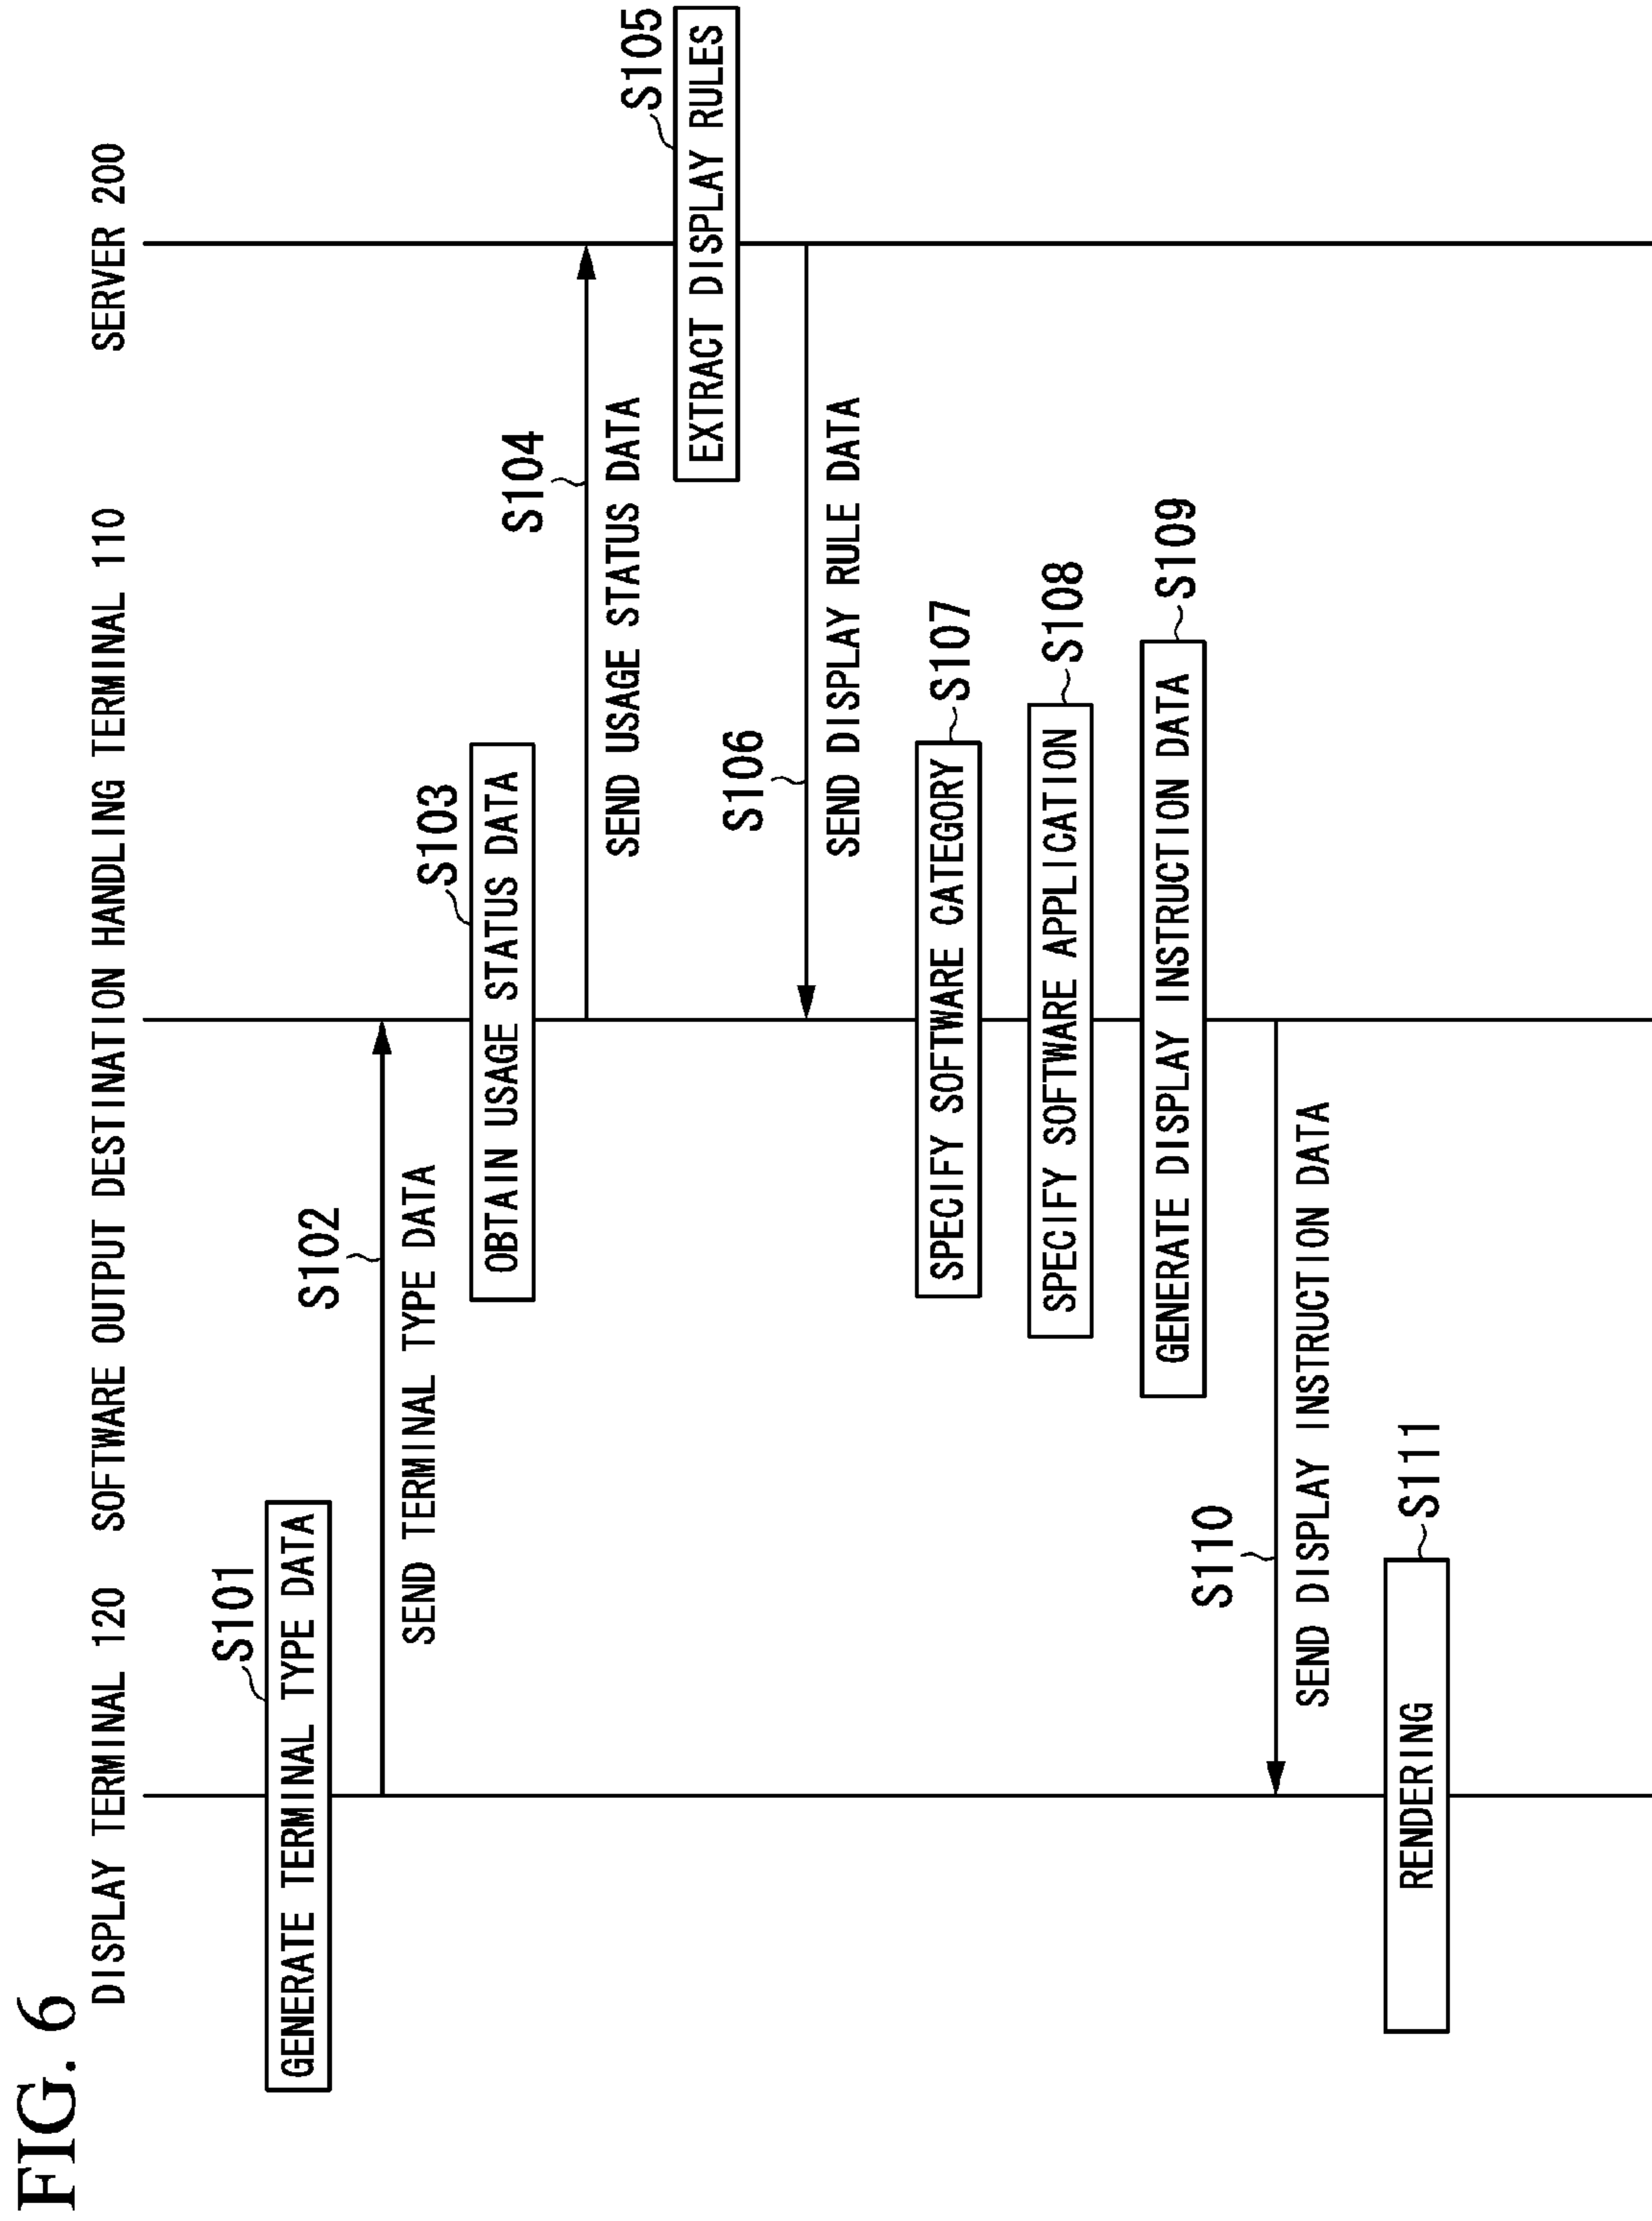 FIG. 6
DISPLAY TERMINAL 120
SOFTWARE OUTPUT DESTINATION HANDLING TERMINAL 110
SERVER 200
S101
GENERATE TERMINAL TYPE DATA
S102
SEND TERMINAL TYPE DATA
S103
OBTAIN USAGE STATUS DATA
S104
SEND USAGE STATUS DATA
S105
EXTRACT DISPLAY RULES
S106
SEND DISPLAY RULE DATA
SPECIFY SOFTWARE CATEGORY
S107
SPECIFY SOFTWARE APPLICATION
S108
GENERATE DISPLAY INSTRUCTION DATA
S109
S110
SEND DISPLAY INSTRUCTION DATA
RENDERING
S111